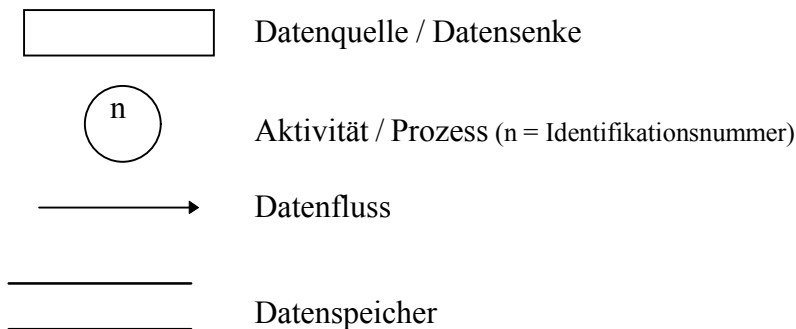 Datenquelle / Datensenke
n
Aktivität / Prozess (n = Identifikationsnummer)
Datenfluss
Datenspeicher